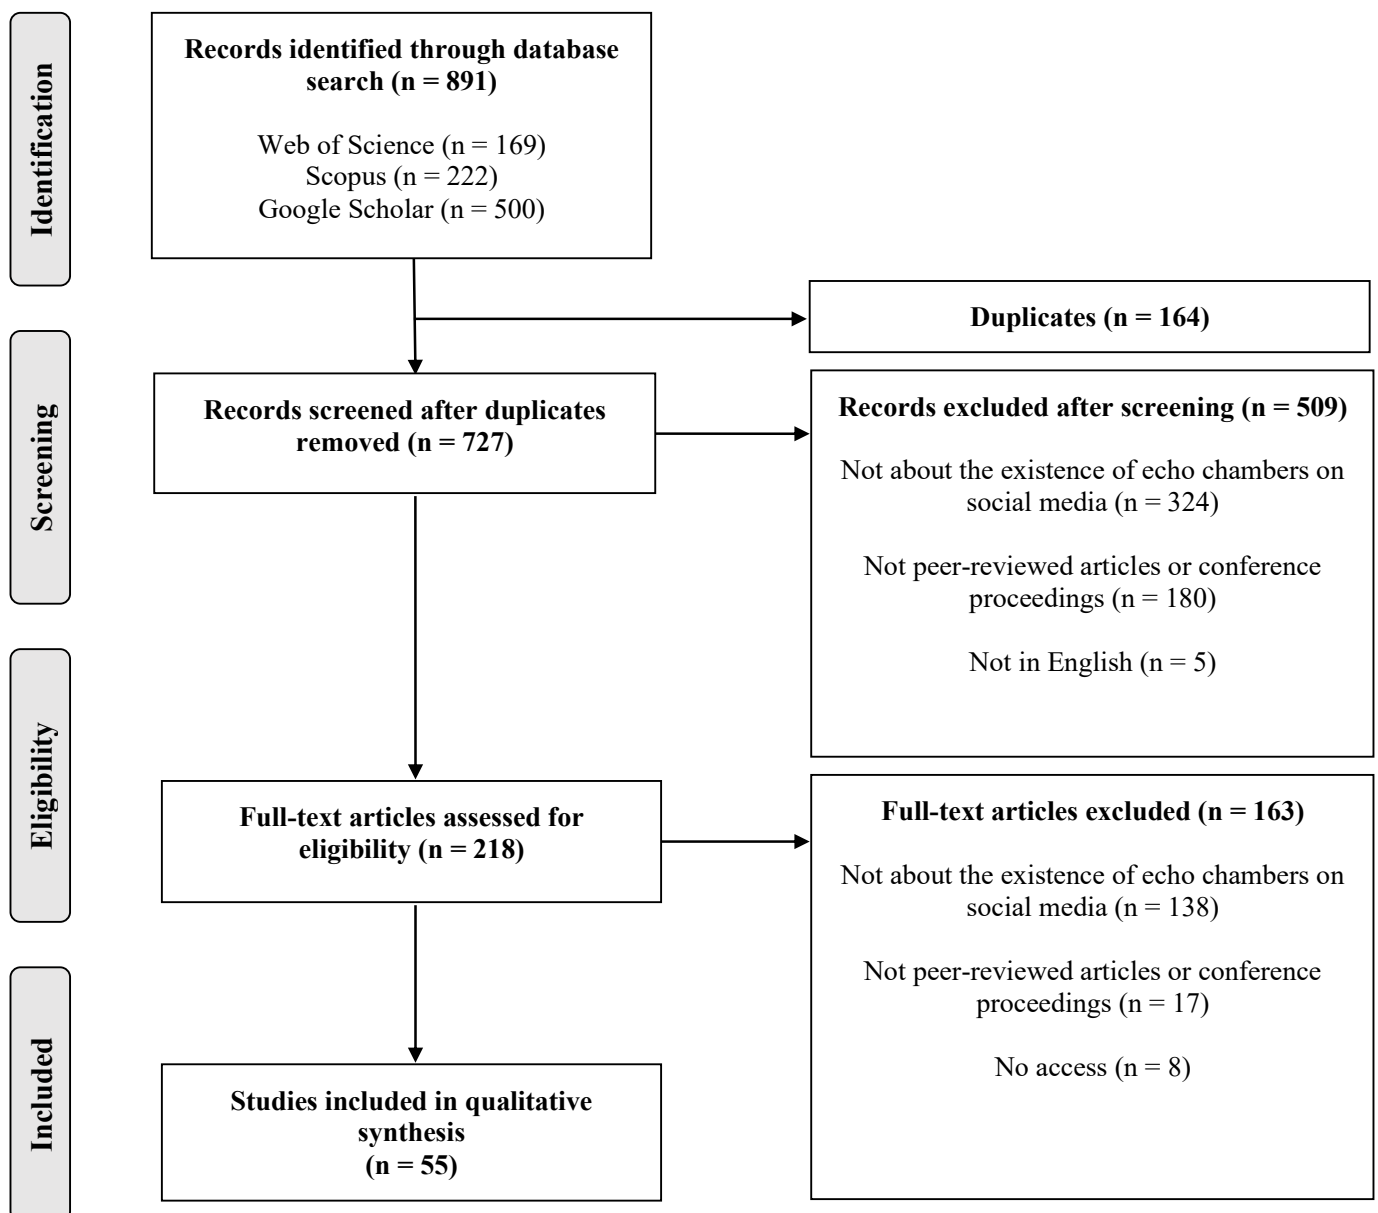 Identification
Records identified through database
search (n = 891)
Web of Science (n = 169)
Scopus (n = 222)
Google Scholar (n = 500)
Duplicates (n = 164)
Screening
Records screened after duplicates
removed (n = 727)
Records excluded after screening (n = 509)
Not about the existence of echo chambers on
social media (n = 324)
Not peer-reviewed articles or conference
proceedings (n = 180)
Not in English (n = 5)
Eligibility
Full-text articles assessed for
eligibility (n = 218)
Full-text articles excluded (n = 163)
Not about the existence of echo chambers on
social media (n = 138)
Not peer-reviewed articles or conference
proceedings (n = 17)
No access (n = 8)
Included
Studies included in qualitative
synthesis
(n = 55)